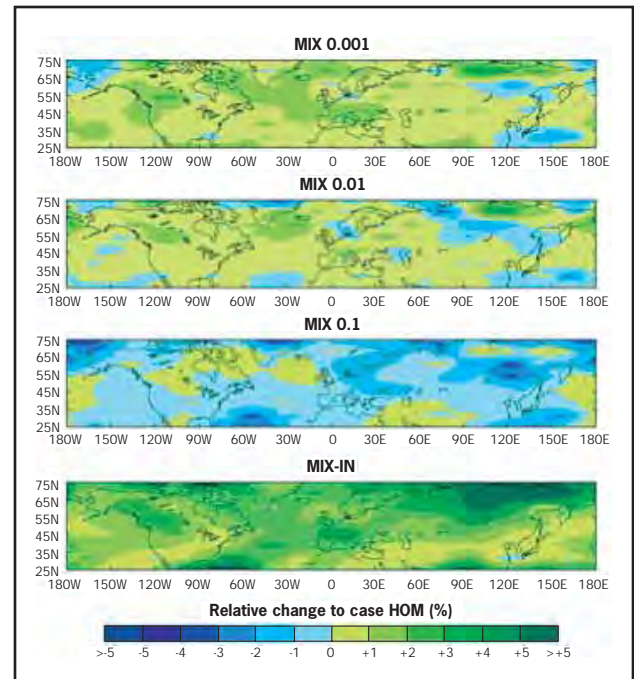 MIX 0.001
75N
65N
55N
45N
35N
25N
180W 150W 120W 90W 60W 30W 0 30E 60E 90E 120E 150E 180E
MIX 0.01
75N
65N
55N
45N
35N
25N
180W 150W 120W 90W 60W 30W 0 30E 60E 90E 120E 150E 180E
MIX 0.1
75N
65N
55N
45N
35N
25N
180W 150W 120W 90W 60W 30W 0 30E 60E 90E 120E 150E 180E
MIX-IN
75N
65N
55N
45N
35N
25N
180W 150W 120W 90W 60W 30W 0 30E 60E 90E 120E 150E 180E
Relative change to case HOM (%)
>-5 -5 -4 -3 -2 -1 0 +1 +2 +3 +4 +5 >+5